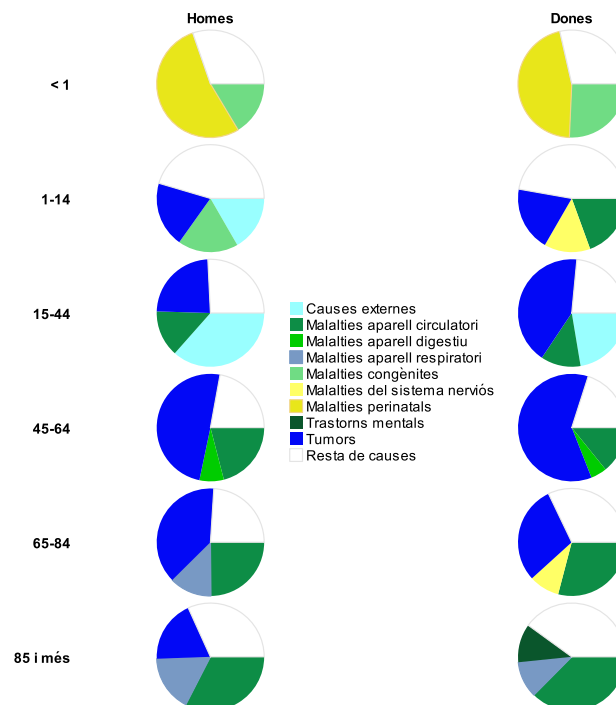 Homes
Dones
< 1
1-14
15-44
Causes externes
Malalties aparell circulatori
Malalties aparell digestiu
Malalties aparell respiratori
Malalties congènites
Malalties del sistema nerviós
Malalties perinatals
Trastorns mentals
Tumors
Resta de causes
45-64
65-84
85 i més